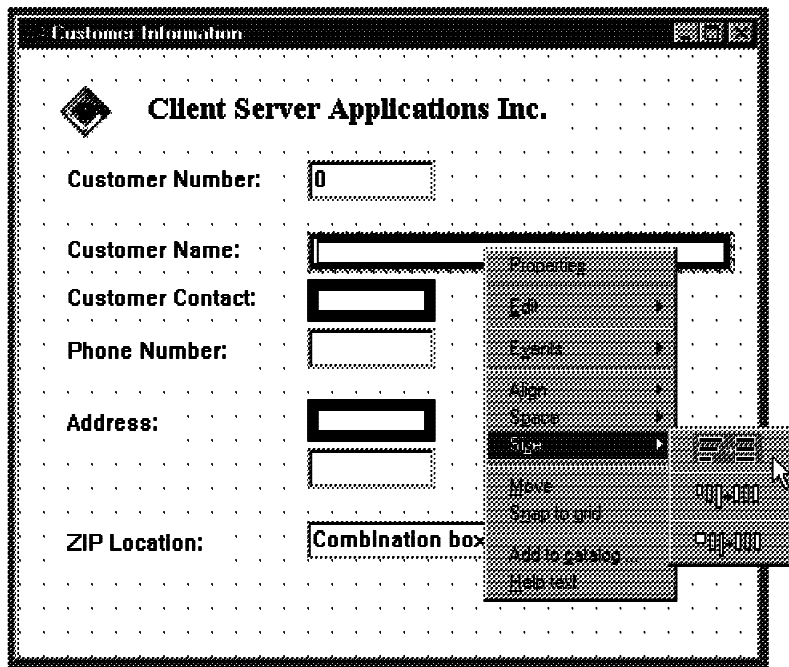 Customer Information
Client Server Applications Inc.
Customer Number: 0
Customer Name:
Properties
Customer Contact:
Edit
Phone Number:
Events
Align
Address:
Space
Size
Move
Snap to grid
ZIP Location: Combination box
Add to catalog...
Help text...